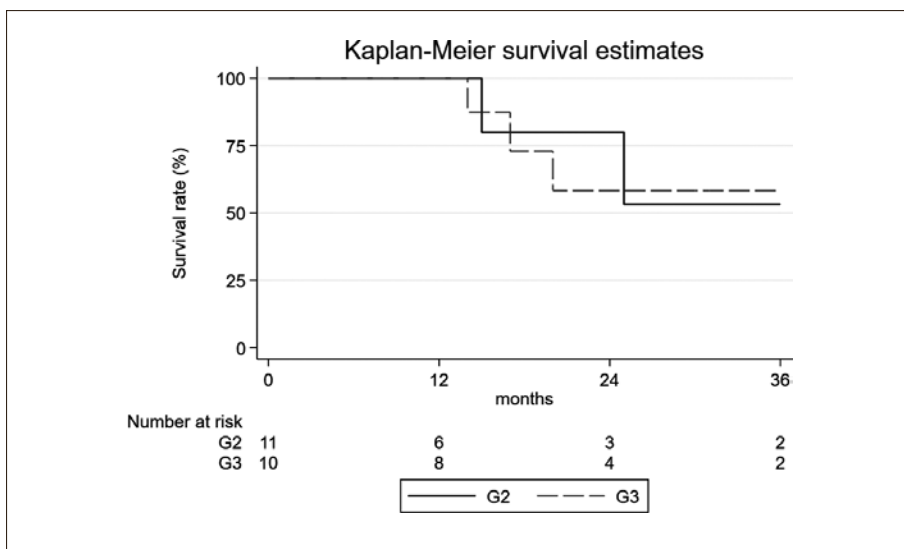 Kaplan-Meier survival estimates
Survival rate (%)
100
75
50
25
0
0 12 24 36
months
Number at risk
G2 11 6 3 2
G3 10 8 4 2
G2 G3